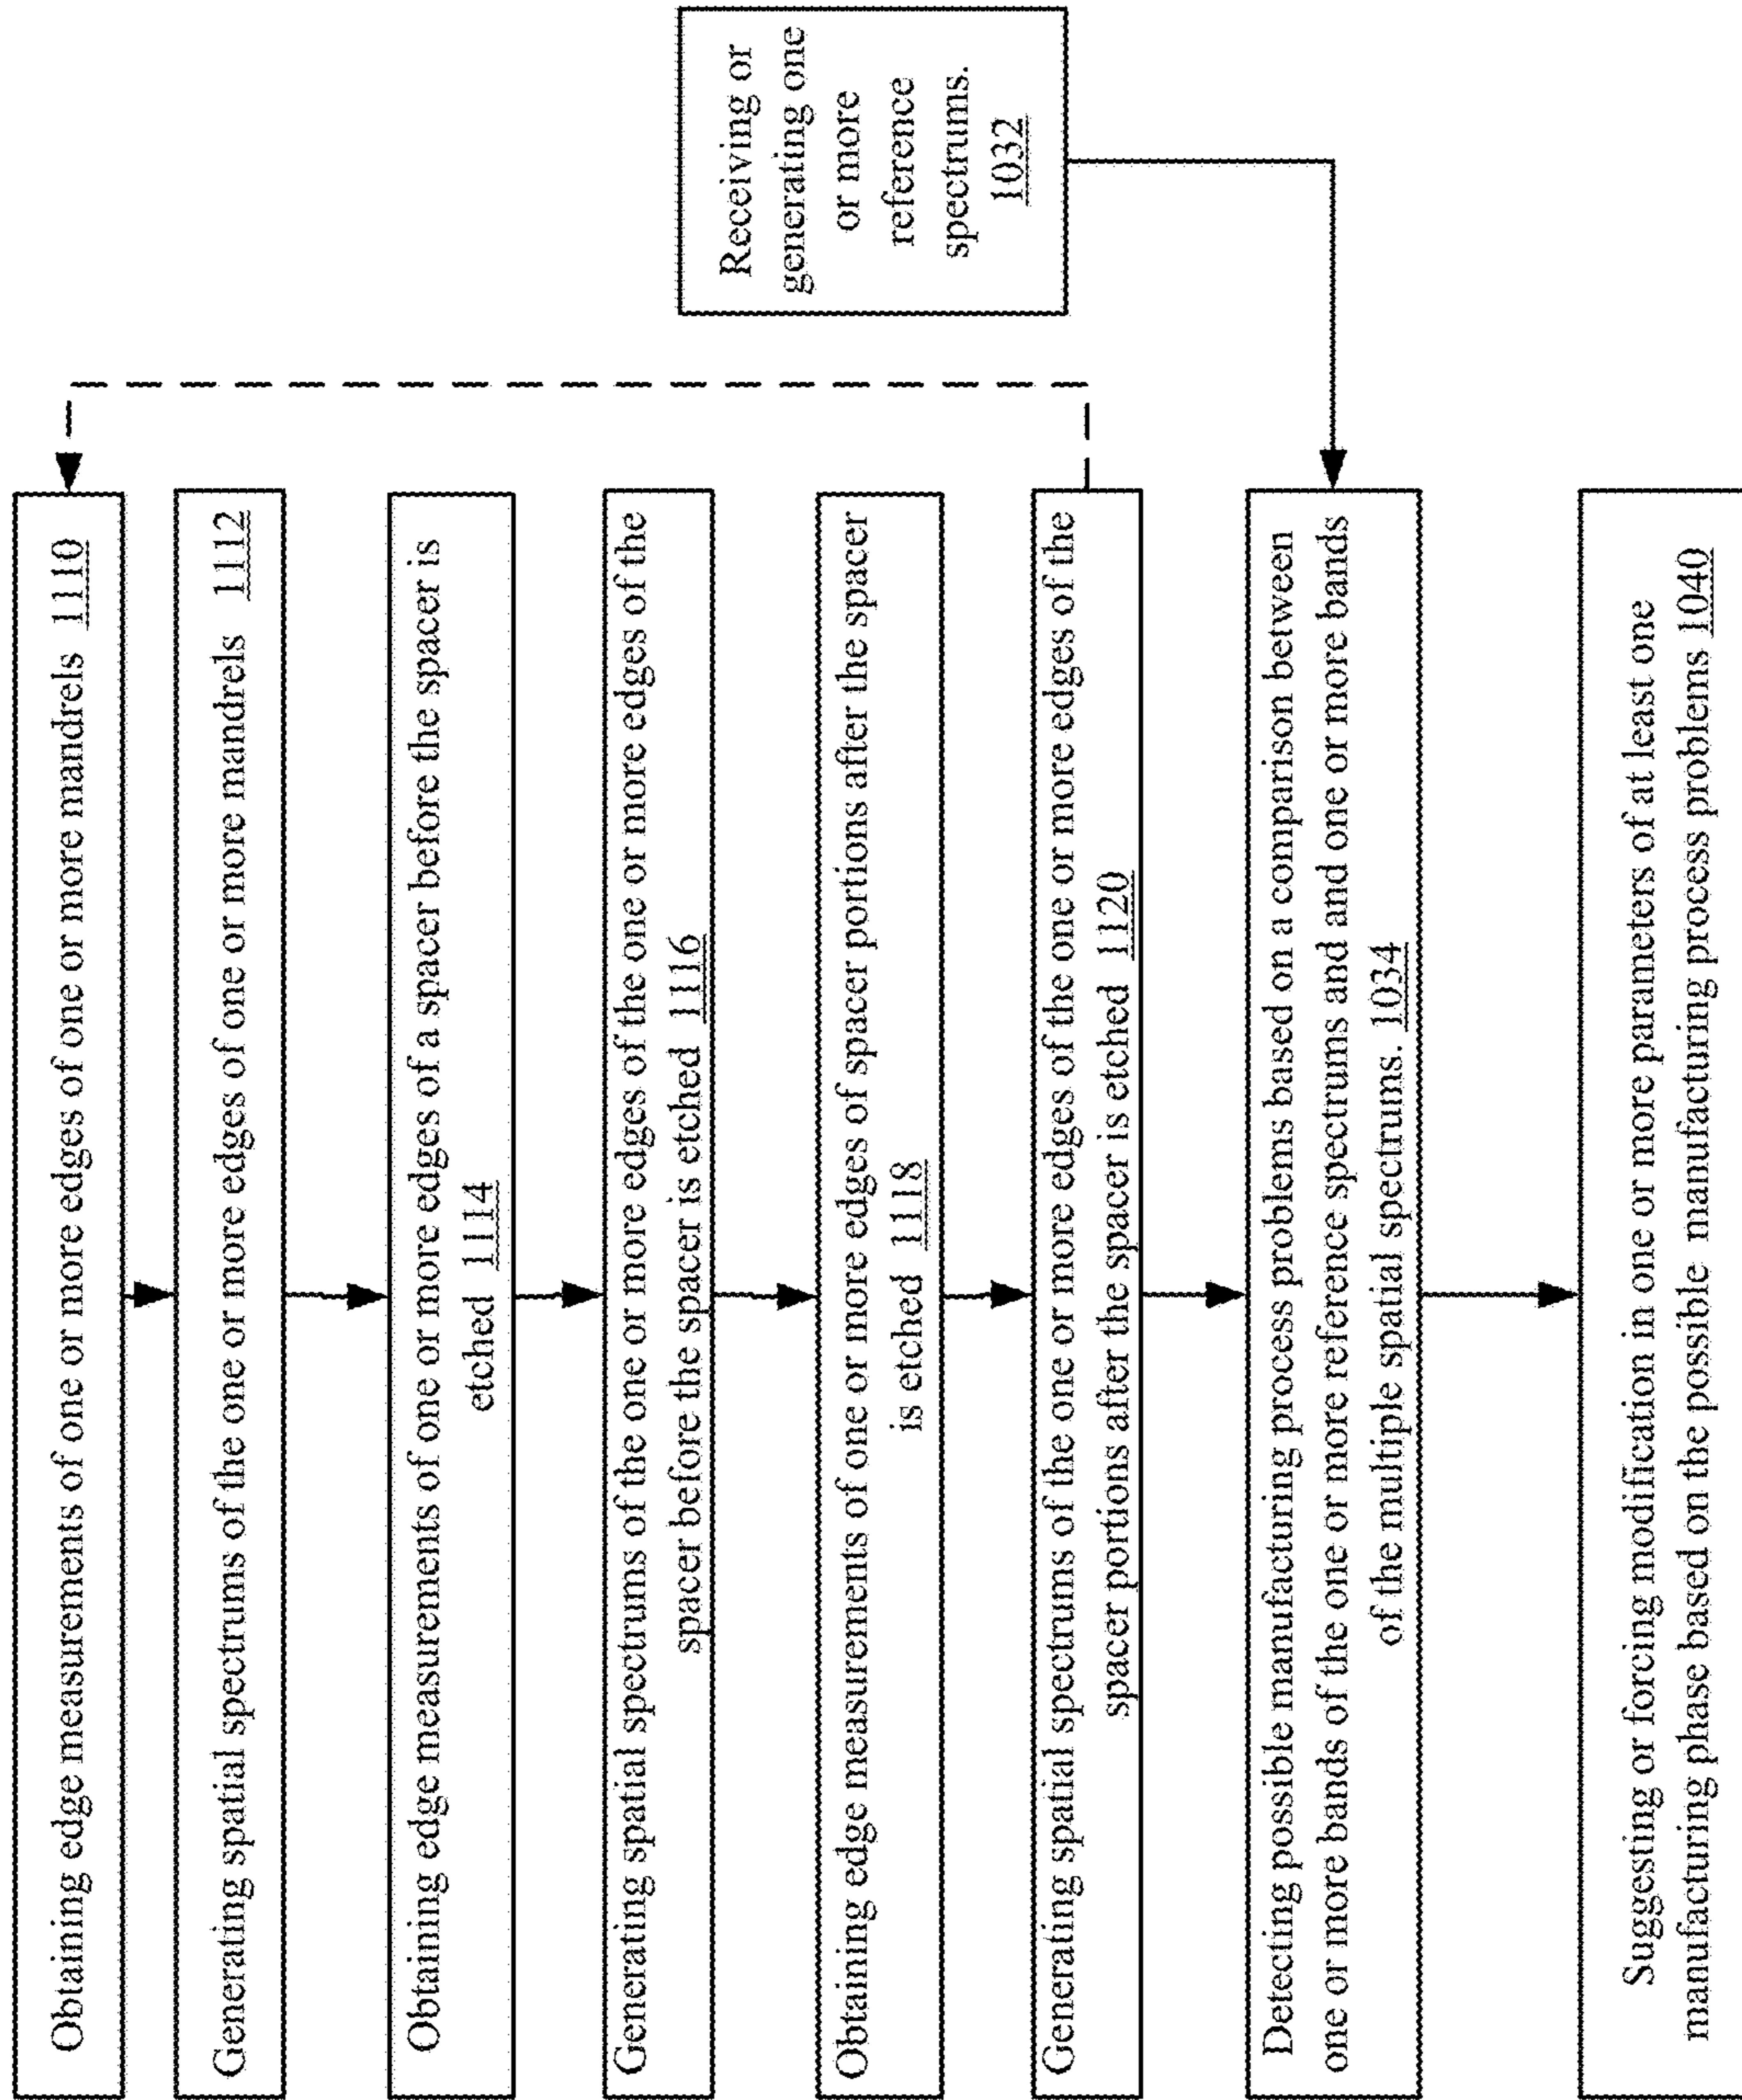 Obtaining edge measurements of one or more edges of one or more mandrels 1110
Generating spatial spectrums of the one or more edges of one or more mandrels 1112
Obtaining edge measurements of one or more edges of a spacer before the spacer is
etched 1114
Generating spatial spectrums of the one or more edges of the one or more edges of the
spacer before the spacer is etched 1116
Obtaining edge measurements of one or more edges of spacer portions after the spacer
is etched 1118
Generating spatial spectrums of the one or more edges of the one or more edges of the
spacer portions after the spacer is etched 1120
Receiving or
generating one
or more
reference
spectrums.
1032
Detecting possible manufacturing process problems based on a comparison between
one or more bands of the one or more reference spectrums and and one or more bands
of the multiple spatial spectrums. 1034
Suggesting or forcing modification in one or more parameters of at least one
manufacturing phase based on the possible manufacturing process problems 1040